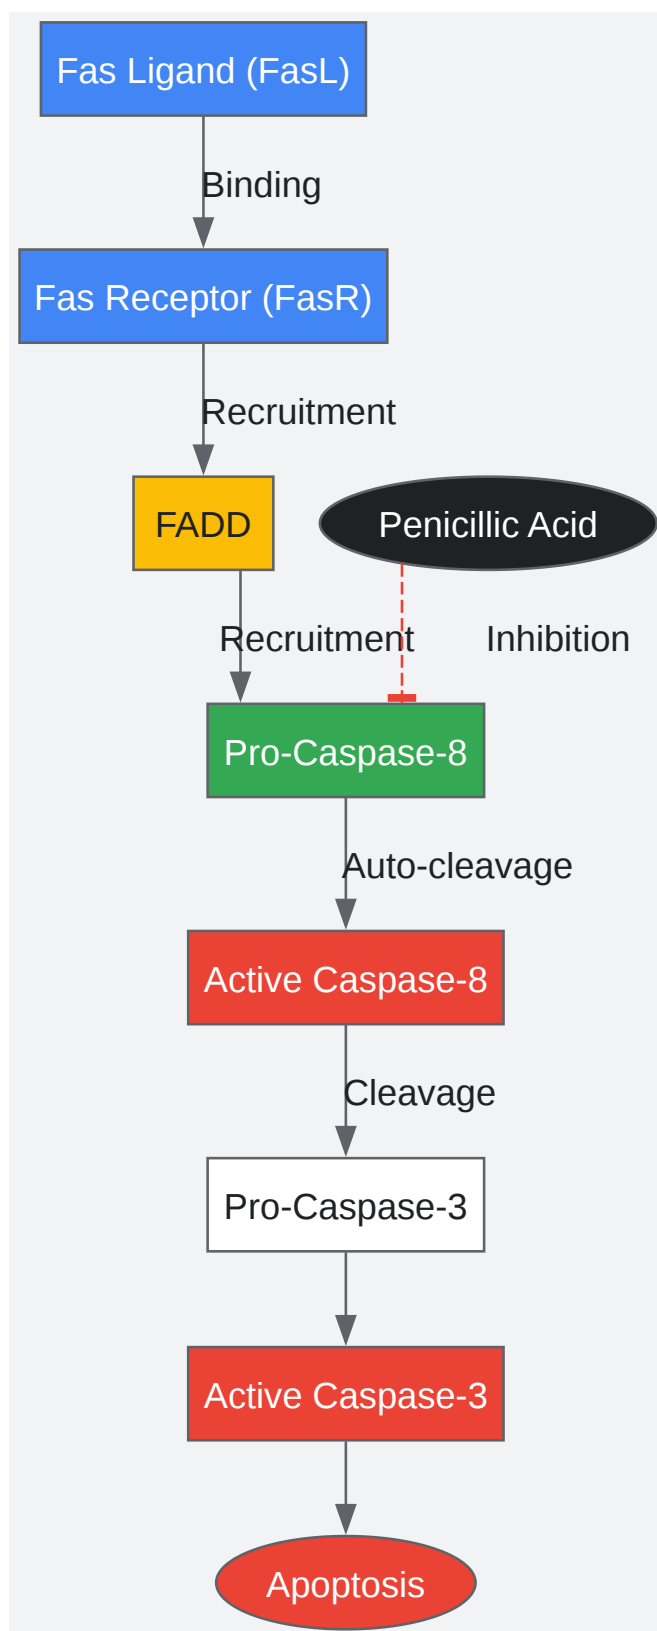 Fas Ligand (FasL)
Binding
Fas Receptor (FasR)
Recruitment
FADD
Penicillic Acid
Recruitment
Inhibition
Pro-Caspase-8
Auto-cleavage
Active Caspase-8
Cleavage
Pro-Caspase-3
Active Caspase-3
Apoptosis